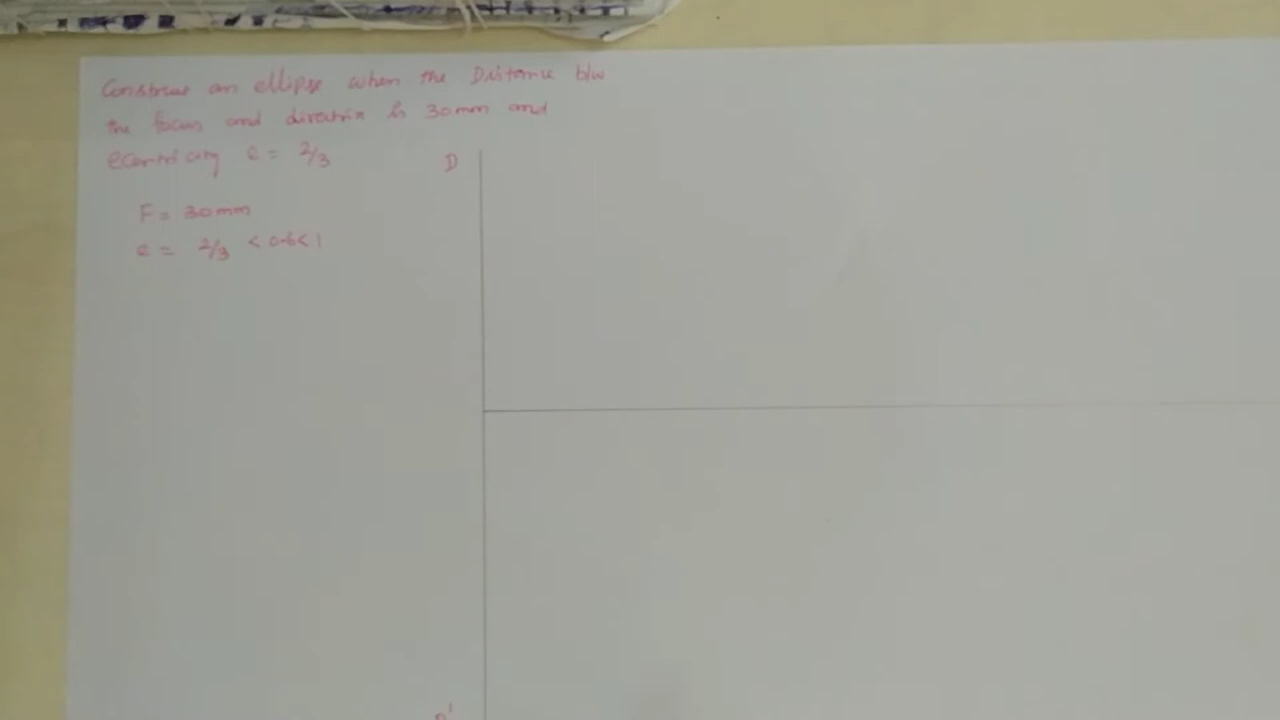 Construct an ellipse when the Distance b/w
the focus and directrix is 30mm and
eccentricity e = 2/3
D
F = 30mm
e = 2/3 < 0.6 < 1
D'